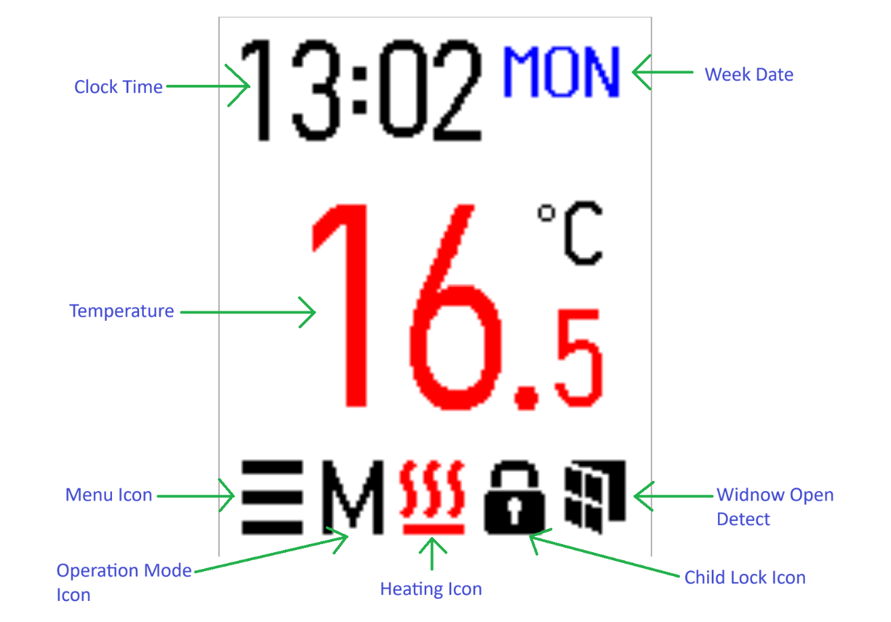 Clock Time
13:02
MON
Week Date
Temperature
16.5
°C
Menu Icon
M
Widnow Open
Detect
Operation Mode
Icon
Heating Icon
Child Lock Icon